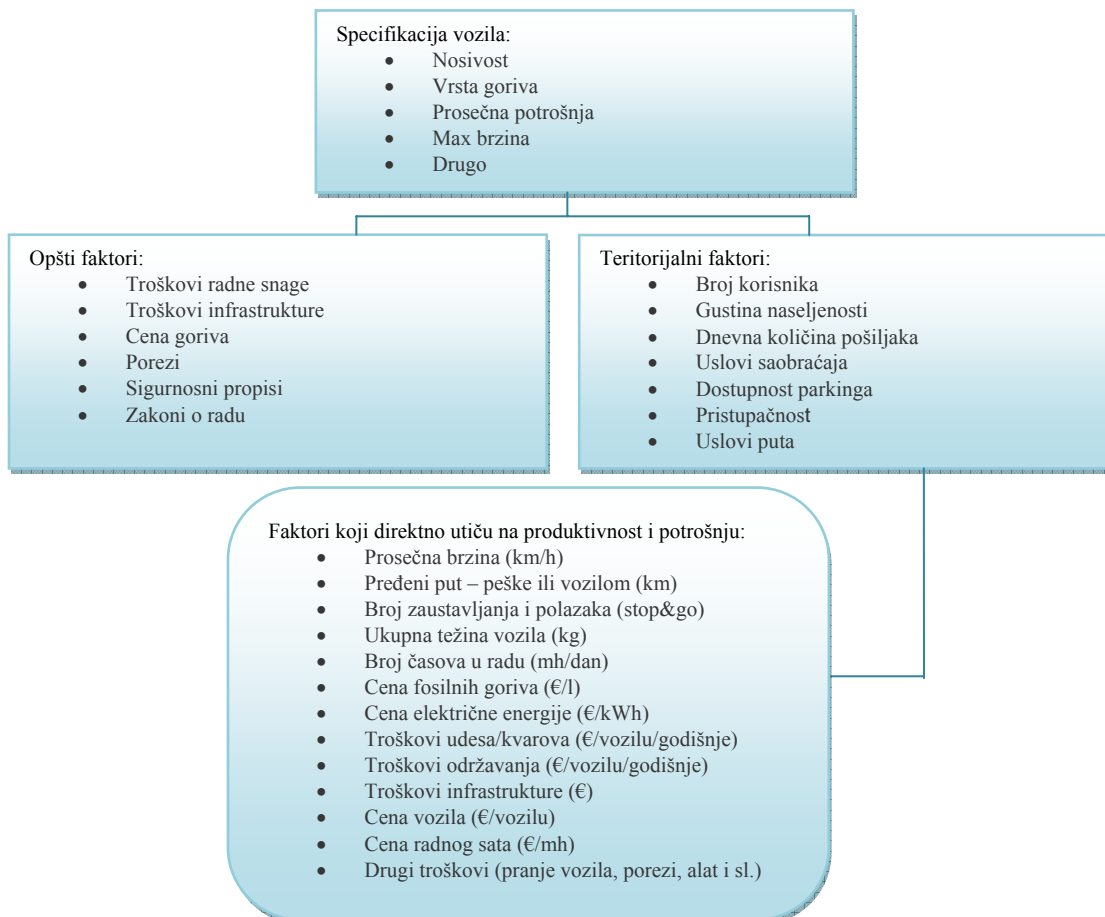 Specifikacija vozila:
• Nosivost
• Vrsta goriva
• Prosečna potrošnja
• Max brzina
• Drugo
Opšti faktori:
• Troškovi radne snage
• Troškovi infrastrukture
• Cena goriva
• Porezi
• Sigurnosni propisi
• Zakoni o radu
Teritorijalni faktori:
• Broj korisnika
• Gustina naseljenosti
• Dnevna količina pošiljaka
• Uslovi saobraćaja
• Dostupnost parkinga
• Pristupačnost
• Uslovi puta
Faktori koji direktno utiču na produktivnost i potrošnju:
• Prosečna brzina (km/h)
• Pređeni put – peške ili vozilom (km)
• Broj zaustavljanja i polazaka (stop&go)
• Ukupna težina vozila (kg)
• Broj časova u radu (mh/dan)
• Cena fosilnih goriva (€/l)
• Cena električne energije (€/kWh)
• Troškovi udesa/kvarova (€/vozilu/godišnje)
• Troškovi održavanja (€/vozilu/godišnje)
• Troškovi infrastrukture (€)
• Cena vozila (€/vozilu)
• Cena radnog sata (€/mh)
• Drugi troškovi (pranje vozila, porezi, alat i sl.)